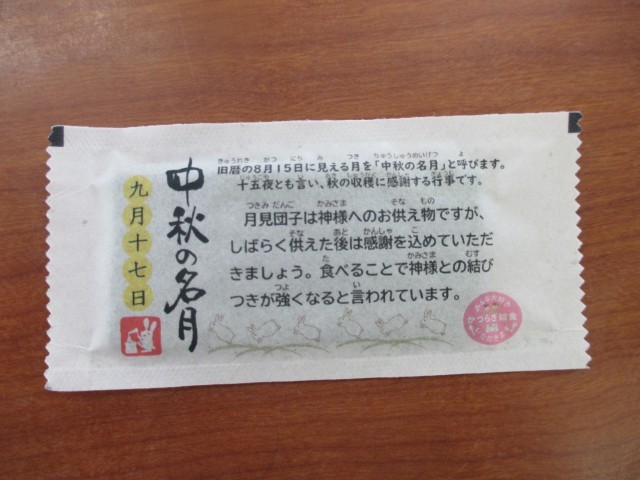 中秋の名月
九月十七日
旧暦の8月15日に見える月を「中秋の名月」と呼びます。
十五夜とも言い、秋の収穫に感謝する行事です。
月見団子は神様へのお供え物ですが、
しばらく供えた後は感謝を込めていただ
きましょう。食べることで神様との結び
つきが強くなると言われています。